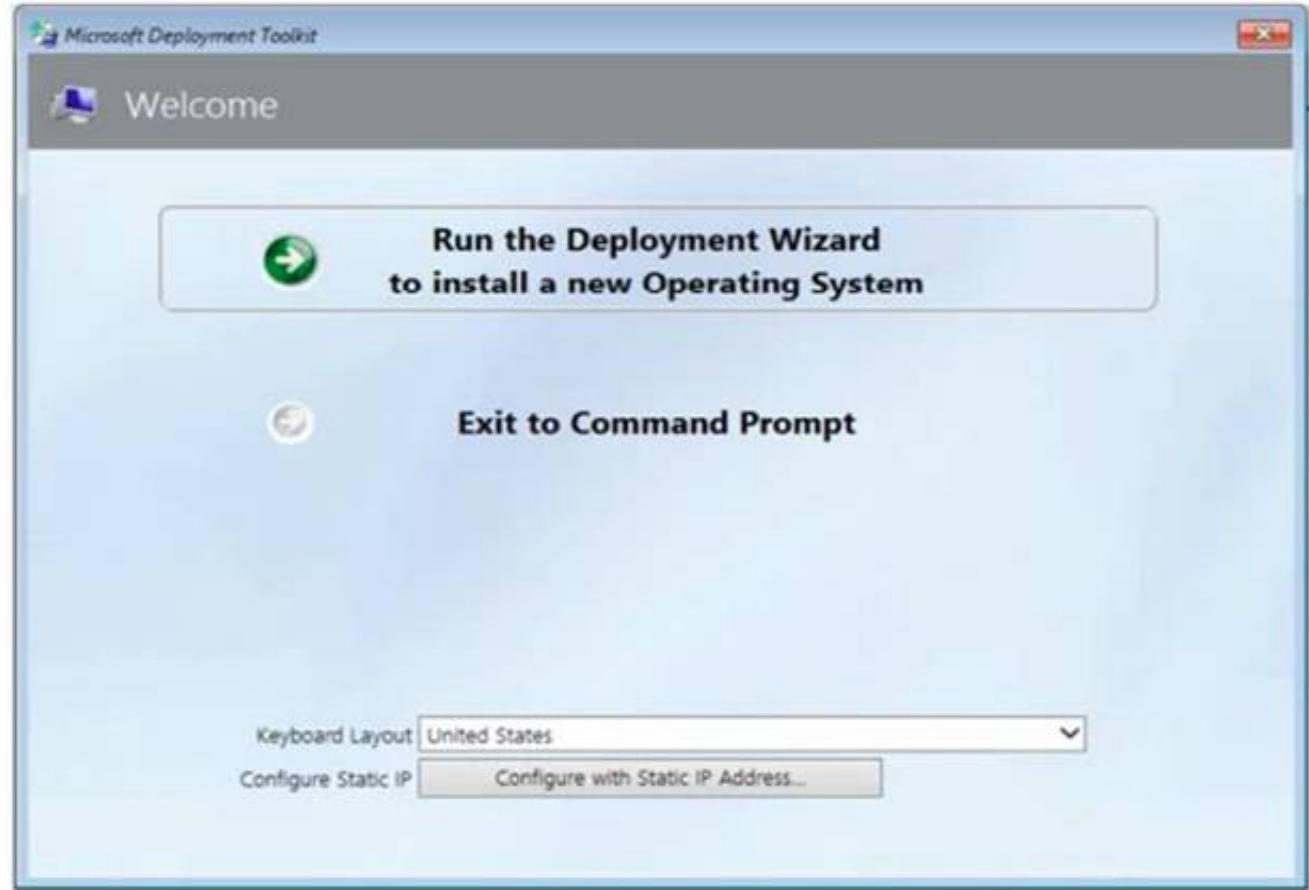 Microsoft Deployment Toolkit
Welcome
Run the Deployment Wizard
to install a new Operating System
Exit to Command Prompt
Keyboard Layout United States
Configure Static IP Configure with Static IP Address...